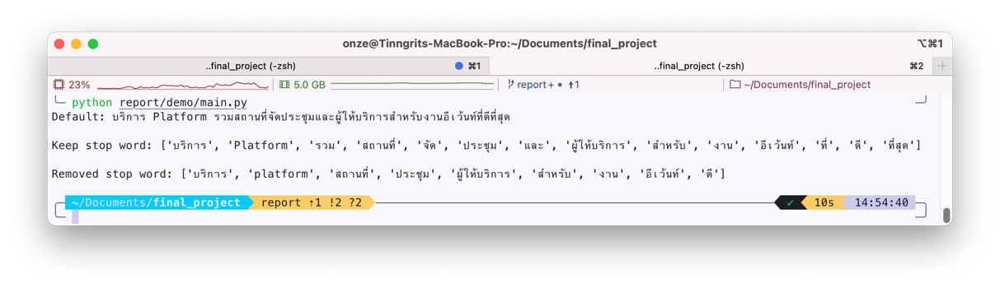 onze@Tinngrits-MacBook-Pro:~/Documents/final_project
⌥⌘1
..final_project (-zsh)
⌘1
..final_project (-zsh)
⌘2
23%
5.0 GB
report+ ● ↑1
~/Documents/final_project
python report/demo/main.py
Default: บริการ Platform รวมสถานที่จัดประชุมและผู้ให้บริการสำหรับงานอีเว้นท์ที่ดีที่สุด
Keep stop word: ['บริการ', 'Platform', 'รวม', 'สถานที่', 'จัด', 'ประชุม', 'และ', 'ผู้ให้บริการ', 'สำหรับ', 'งาน', 'อีเว้นท์', 'ที่', 'ดี', 'ที่สุด']
Removed stop word: ['บริการ', 'platform', 'สถานที่', 'ประชุม', 'ผู้ให้บริการ', 'สำหรับ', 'งาน', 'อีเว้นท์', 'ดี']
~/Documents/final_project report ↑1 !2 ?2 ✔ 10s 14:54:40